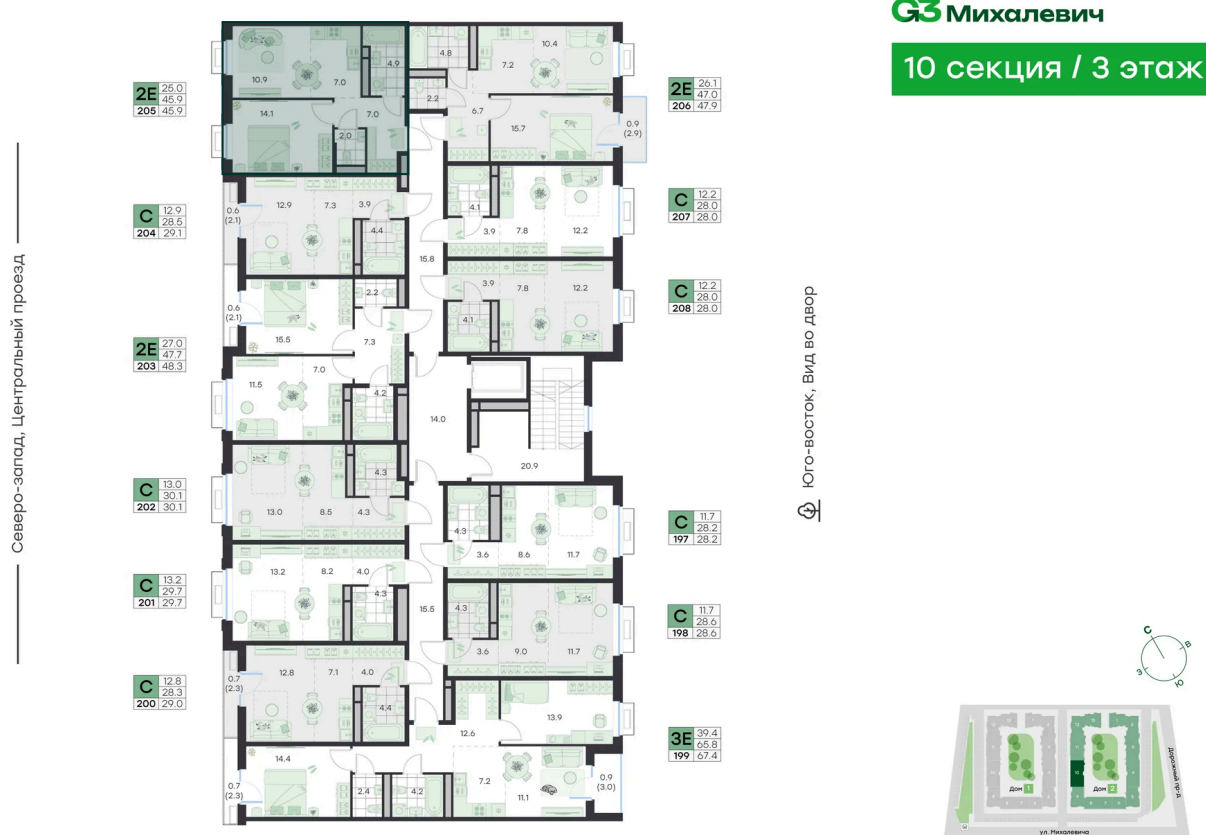 G3 Михалевич
10 секция / 3 этаж
Северо-запад, Центральный проезд
Юго-восток, Вид во двор
2Е 25.0
45.9
205 45.9
С 12.9
28.5
204 29.1
2Е 27.0
47.7
203 48.3
С 13.0
30.1
202 30.1
С 13.2
29.7
201 29.7
С 12.8
28.3
200 29.0
2Е 26.1
47.0
206 47.9
С 12.2
28.0
207 28.0
С 12.2
28.0
208 28.0
С 11.7
28.2
197 28.2
С 11.7
28.6
198 28.6
3Е 39.4
65.8
199 67.4
10.9 7.0 4.9
14.1 2.0 7.0
4.8 7.2 10.4
2.2 6.7 15.7 0.9
(2.9)
0.6
(2.1) 12.9 7.3 3.9
4.4
4.1
3.9 7.8 12.2
15.8
3.9 7.8 12.2
4.1
0.6
(2.1) 15.5 2.2
7.3
11.5 7.0 4.2
14.0
20.9
4.3
13.0 8.5 4.3
4.3
3.6 8.6 11.7
13.2 8.2 4.0
4.3
15.5
4.3
3.6 9.0 11.7
0.7
(2.3) 12.8 7.1 4.0
4.4
12.6 13.9
14.4
0.7
(2.3) 2.4 4.2 7.2 11.1 0.9
(3.0)
С
В
З
Ю
10
Дом 1
Дом 2
Дорожный пр-д
ул. Михалевича